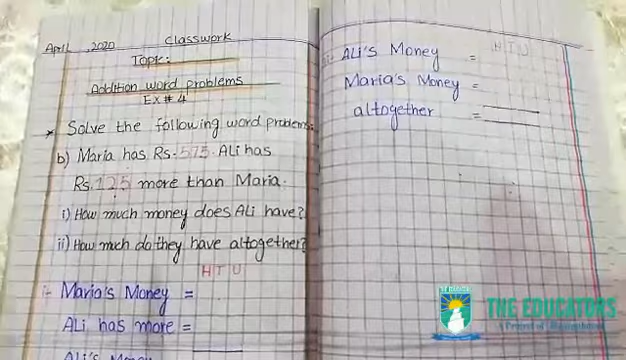 April ,2020 Classwork
Topic:
Addition word problems
EX # 4
* Solve the following word problems:
b) Maria has Rs.575. ALi has
Rs.125 more than Maria.
i) How much money does ALi have?
ii) How much do they have altogether?
H T U
i- Maria's Money =
ALi has more =
ALi's Money
H T U
ii- ALi's Money =
Maria's Money =
altogether =
THE EDUCATORS